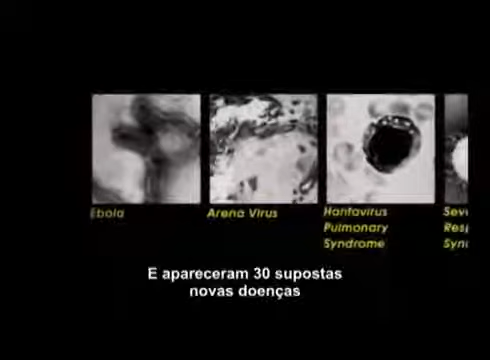 Ebola
Arena Virus
Hantavirus
Pulmonary
Syndrome
E apareceram 30 supostas
novas doenças